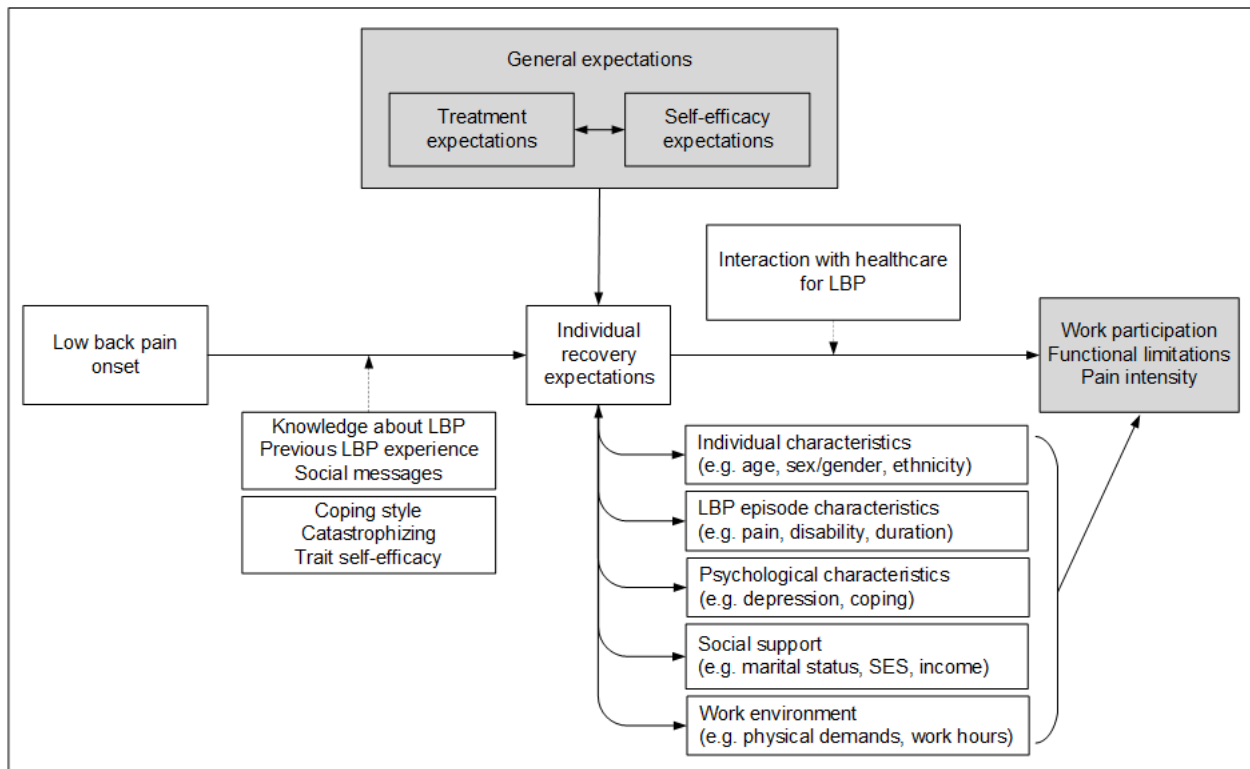 General expectations
Treatment
expectations
Self-efficacy
expectations
Interaction with healthcare
for LBP
Low back pain
onset
Individual
recovery
expectations
Work participation
Functional limitations
Pain intensity
Knowledge about LBP
Previous LBP experience
Social messages
Coping style
Catastrophizing
Trait self-efficacy
Individual characteristics
(e.g. age, sex/gender, ethnicity)
LBP episode characteristics
(e.g. pain, disability, duration)
Psychological characteristics
(e.g. depression, coping)
Social support
(e.g. marital status, SES, income)
Work environment
(e.g. physical demands, work hours)